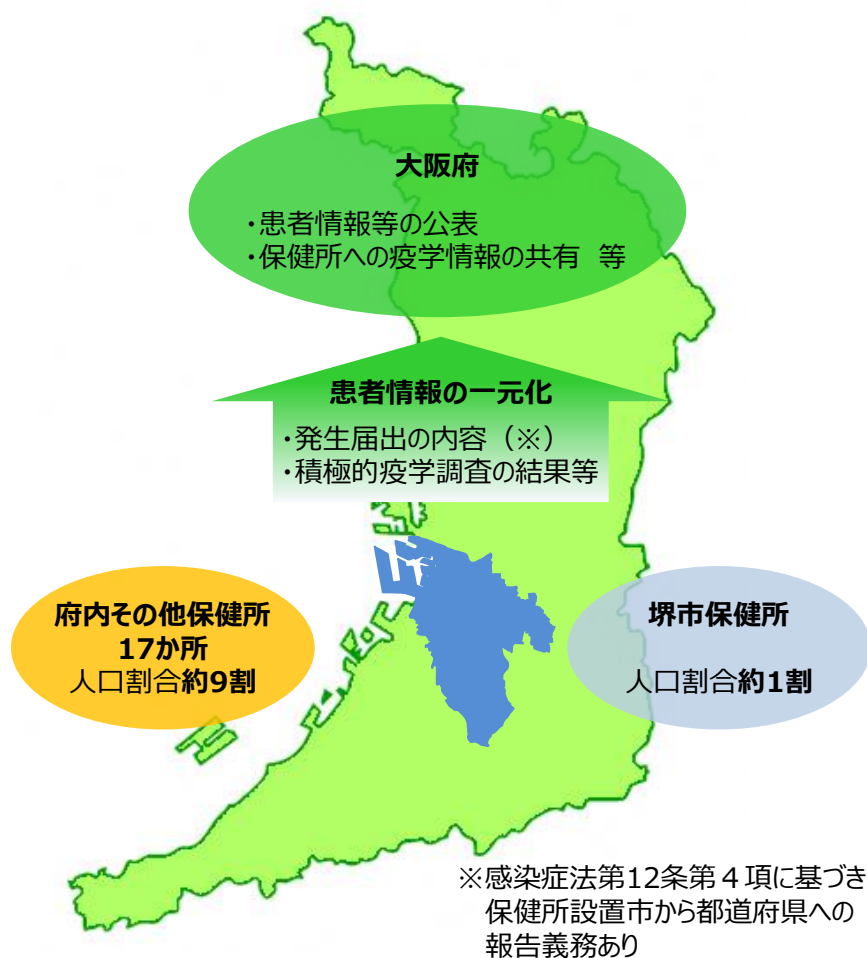 大阪府
・患者情報等の公表
・保健所への疫学情報の共有　等
患者情報の一元化
・発生届出の内容（※）
・積極的疫学調査の結果等
府内その他保健所
17か所
人口割合約9割
堺市保健所
人口割合約1割
※感染症法第12条第４項に基づき
保健所設置市から都道府県への
報告義務あり